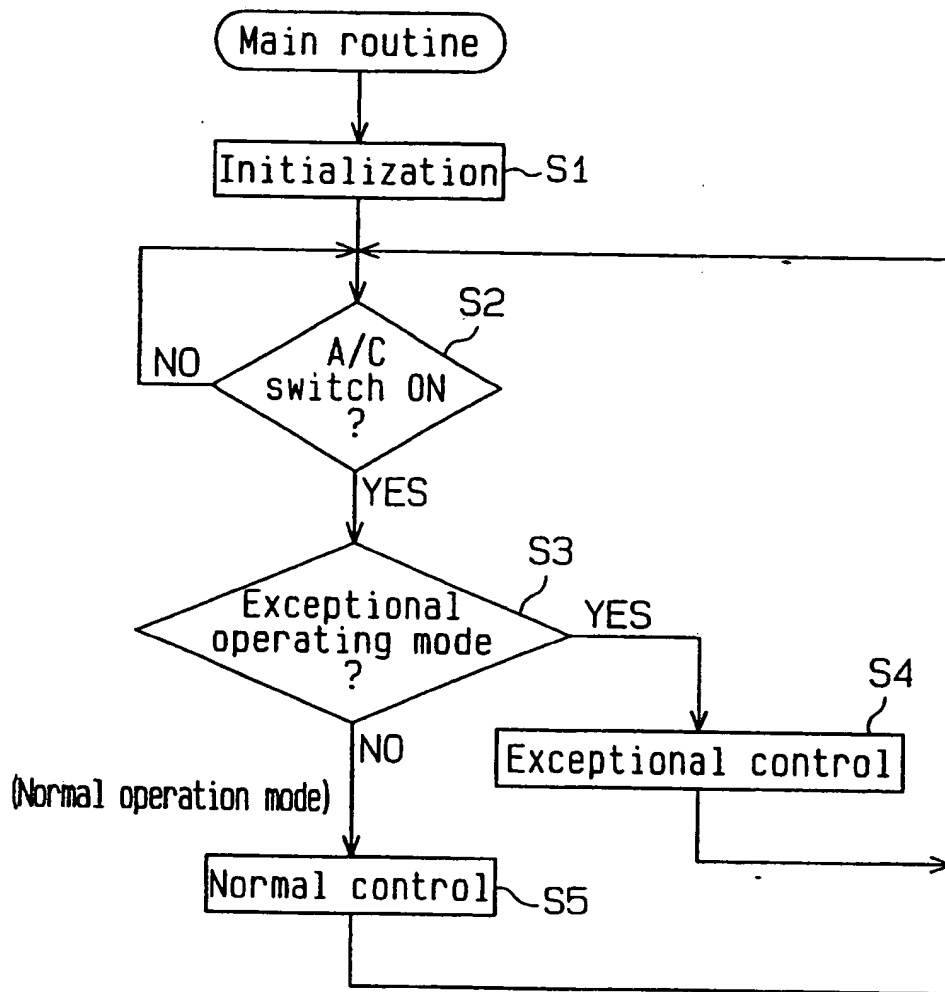 Main routine
Initialization
S1
S2
A/C
switch ON
?
NO
YES
S3
Exceptional
operating mode
?
YES
S4
Exceptional control
NO
(Normal operation mode)
Normal control
S5